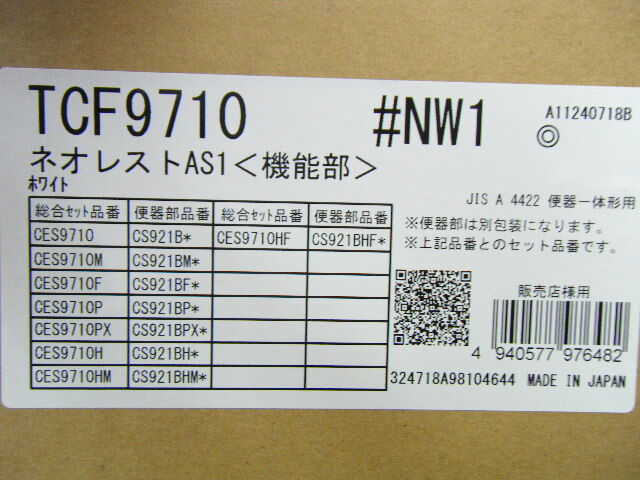 TCF9710 #NW1 A11240718B
◎
ネオレストAS1＜機能部＞
ﾎﾜｲﾄ
JIS A 4422 便器一体形用
※便器部は別包装になります。
※上記品番とのセット品番です。
総合ｾｯﾄ品番 便器部品番 総合ｾｯﾄ品番 便器部品番
CES9710 CS921B* CES9710HF CS921BHF*
CES9710M CS921BM*
CES9710F CS921BF*
CES9710P CS921BP*
CES9710PX CS921BPX*
CES9710H CS921BH*
CES9710HM CS921BHM*
販売店様用
4 940577 976482
324718A98104644 MADE IN JAPAN